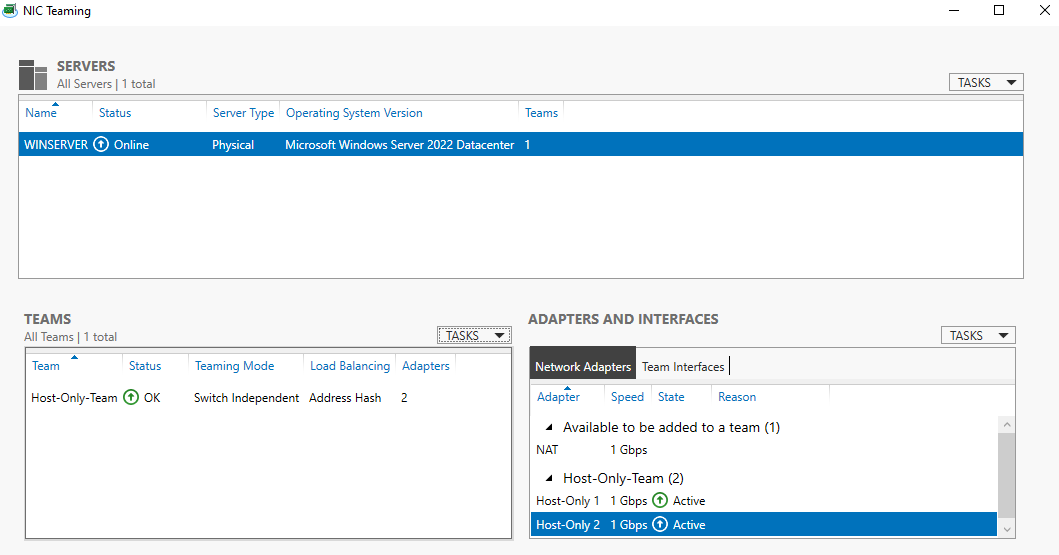 NIC Teaming
SERVERS
All Servers | 1 total
TASKS
Name Status Server Type Operating System Version Teams
WINSERVER Online Physical Microsoft Windows Server 2022 Datacenter 1
TEAMS
All Teams | 1 total
TASKS
Team Status Teaming Mode Load Balancing Adapters
Host-Only-Team OK Switch Independent Address Hash 2
ADAPTERS AND INTERFACES
TASKS
Network Adapters Team Interfaces
Adapter Speed State Reason
Available to be added to a team (1)
NAT 1 Gbps
Host-Only-Team (2)
Host-Only 1 1 Gbps Active
Host-Only 2 1 Gbps Active